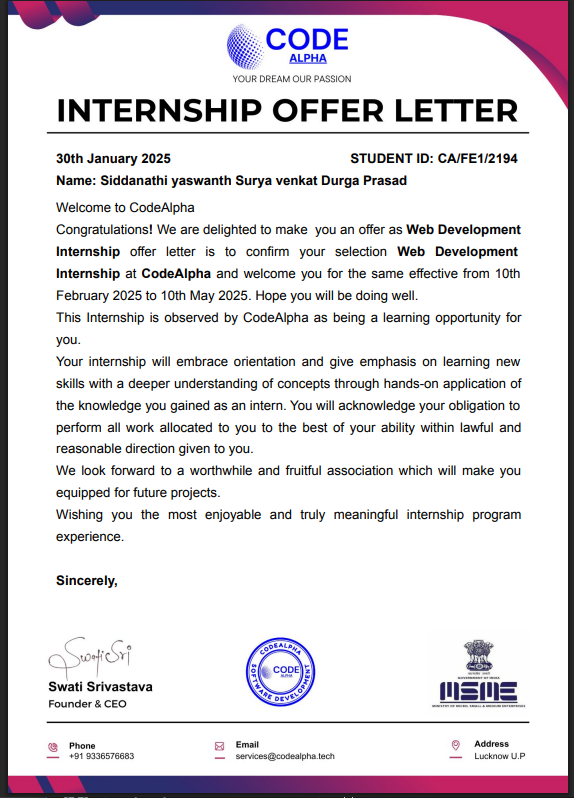 CODE
ALPHA
YOUR DREAM OUR PASSION
INTERNSHIP OFFER LETTER
30th January 2025 STUDENT ID: CA/FE1/2194
Name: Siddanathi yaswanth Surya venkat Durga Prasad
Welcome to CodeAlpha
Congratulations! We are delighted to make you an offer as Web Development
Internship offer letter is to confirm your selection Web Development
Internship at CodeAlpha and welcome you for the same effective from 10th
February 2025 to 10th May 2025. Hope you will be doing well.
This Internship is observed by CodeAlpha as being a learning opportunity for
you.
Your internship will embrace orientation and give emphasis on learning new
skills with a deeper understanding of concepts through hands-on application of
the knowledge you gained as an intern. You will acknowledge your obligation to
perform all work allocated to you to the best of your ability within lawful and
reasonable direction given to you.
We look forward to a worthwhile and fruitful association which will make you
equipped for future projects.
Wishing you the most enjoyable and truly meaningful internship program
experience.
Sincerely,
Swati Sri
Swati Srivastava
Founder & CEO
CODEALPHA
CODE
ALPHA
SOFTWARE DEVELOPMENT
GOVERNMENT OF INDIA
MSME
MINISTRY OF MICRO, SMALL & MEDIUM ENTERPRISES
Phone
+91 9336576683
Email
services@codealpha.tech
Address
Lucknow U.P